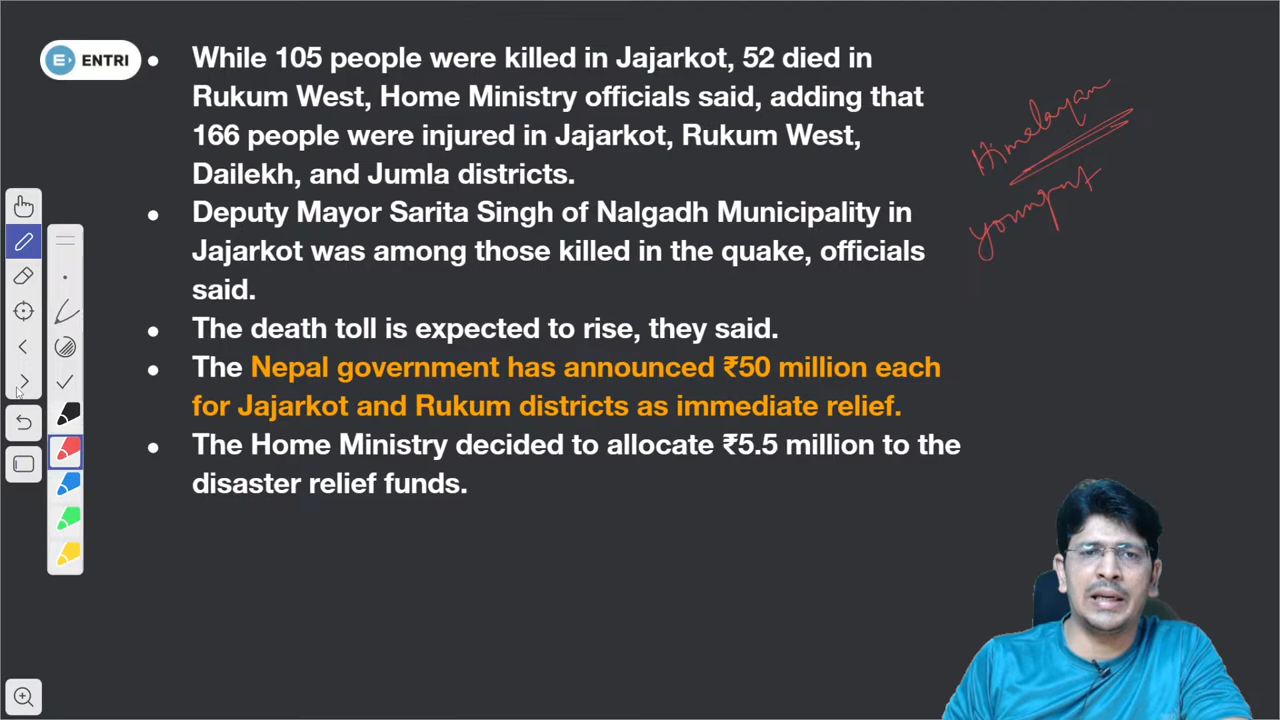 ENTRI
• While 105 people were killed in Jajarkot, 52 died in
Rukum West, Home Ministry officials said, adding that
166 people were injured in Jajarkot, Rukum West,
Dailekh, and Jumla districts.
• Deputy Mayor Sarita Singh of Nalgadh Municipality in
Jajarkot was among those killed in the quake, officials
said.
• The death toll is expected to rise, they said.
• The Nepal government has announced ₹50 million each
for Jajarkot and Rukum districts as immediate relief.
• The Home Ministry decided to allocate ₹5.5 million to the
disaster relief funds.
Himelayan
youngest